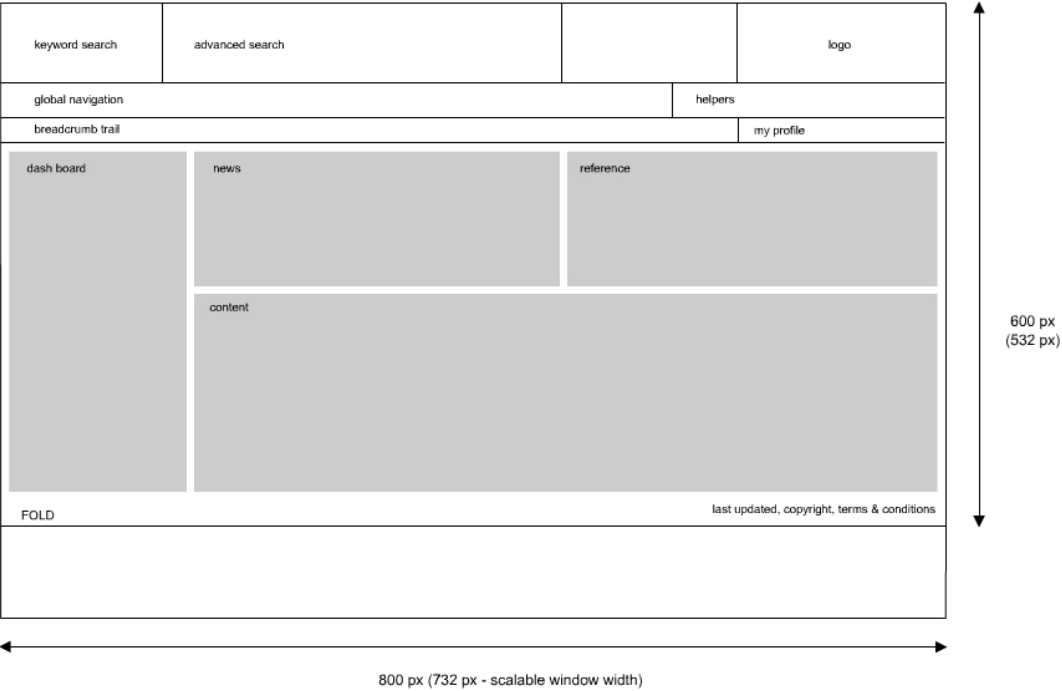 keyword search
advanced search
logo
global navigation
helpers
breadcrumb trail
my profile
dash board
news
reference
content
600 px
(532 px)
FOLD
last updated, copyright, terms & conditions
800 px (732 px - scalable window width)